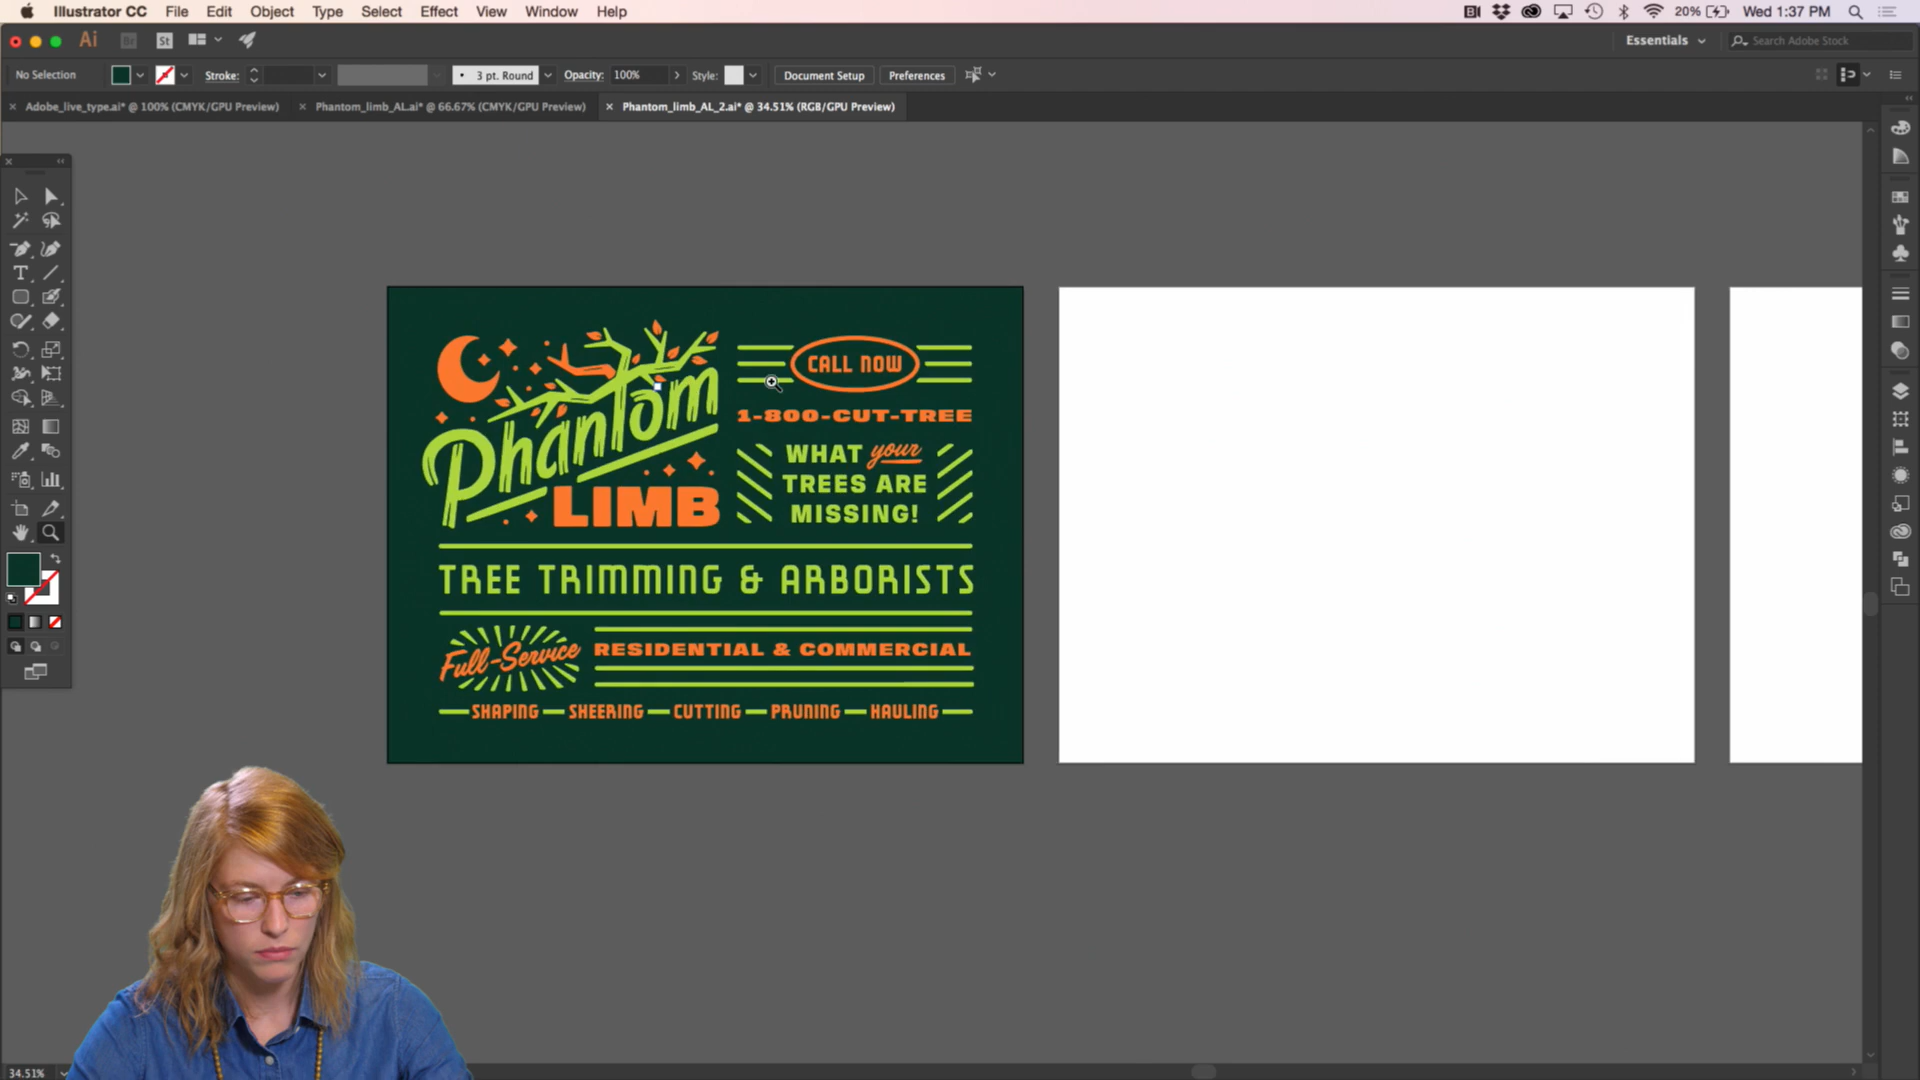 Illustrator CC File Edit Object Type Select Effect View Window Help
20% Wed 1:37 PM
Ai Br St
Essentials Search Adobe Stock
No Selection Stroke: 3 pt. Round Opacity: 100% Style: Document Setup Preferences
Adobe_live_type.ai* @ 100% (CMYK/GPU Preview) Phantom_limb_AL.ai* @ 66.67% (CMYK/GPU Preview) Phantom_limb_AL_2.ai* @ 34.51% (RGB/GPU Preview)
Phantom
LIMB
CALL NOW
1-800-CUT-TREE
WHAT your
TREES ARE
MISSING!
TREE TRIMMING & ARBORISTS
Full-Service
RESIDENTIAL & COMMERCIAL
SHAPING — SHEERING — CUTTING — PRUNING — HAULING
34.51%